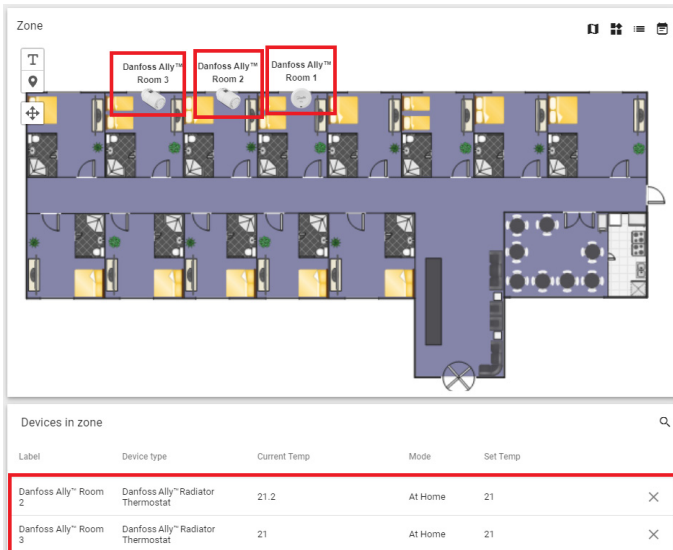 Zone
T
Danfoss Ally™
Room 3
Danfoss Ally™
Room 2
Danfoss Ally™
Room 1
Devices in zone
Label Device type Current Temp Mode Set Temp
Danfoss Ally™ Room
2
Danfoss Ally™ Radiator
Thermostat
21.2 At Home 21
Danfoss Ally™ Room
3
Danfoss Ally™ Radiator
Thermostat
21 At Home 21